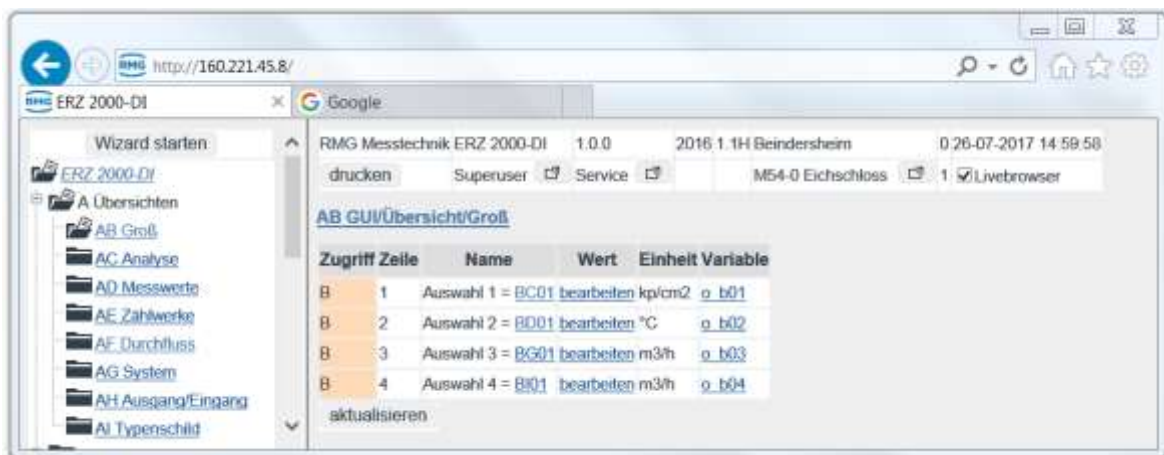 RMG http://160.221.45.8/
RMG ERZ 2000-DI
Google
Wizard starten
ERZ 2000-DI
A Übersichten
AB Groß
AC Analyse
AD Messwerte
AE Zählwerke
AF Durchfluss
AG System
AH Ausgang/Eingang
AI Typenschild
RMG Messtechnik ERZ 2000-DI 1.0.0 2016 1.1H Beindersheim 0 26-07-2017 14:59:58
drucken Superuser Service M54-0 Eichschloss 1 Livebrowser
AB GUI/Übersicht/Groß
Zugriff Zeile Name Wert Einheit Variable
B 1 Auswahl 1 = BC01 bearbeiten kp/cm2 o_b01
B 2 Auswahl 2 = BD01 bearbeiten °C o_b02
B 3 Auswahl 3 = BG01 bearbeiten m3/h o_b03
B 4 Auswahl 4 = BI01 bearbeiten m3/h o_b04
aktualisieren